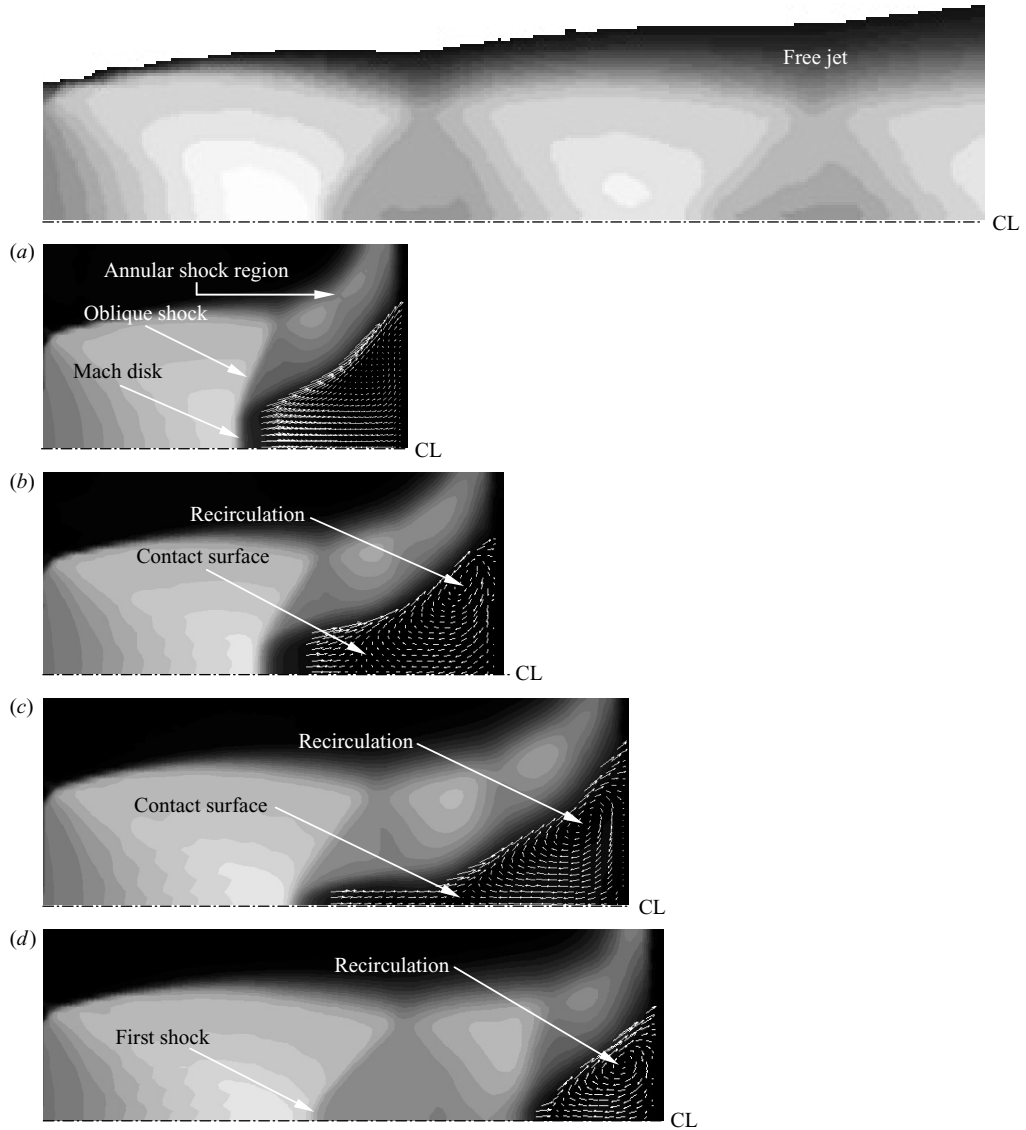 Free jet
CL
(a)
Annular shock region
Oblique shock
Mach disk
CL
(b)
Recirculation
Contact surface
CL
(c)
Recirculation
Contact surface
CL
(d)
Recirculation
First shock
CL